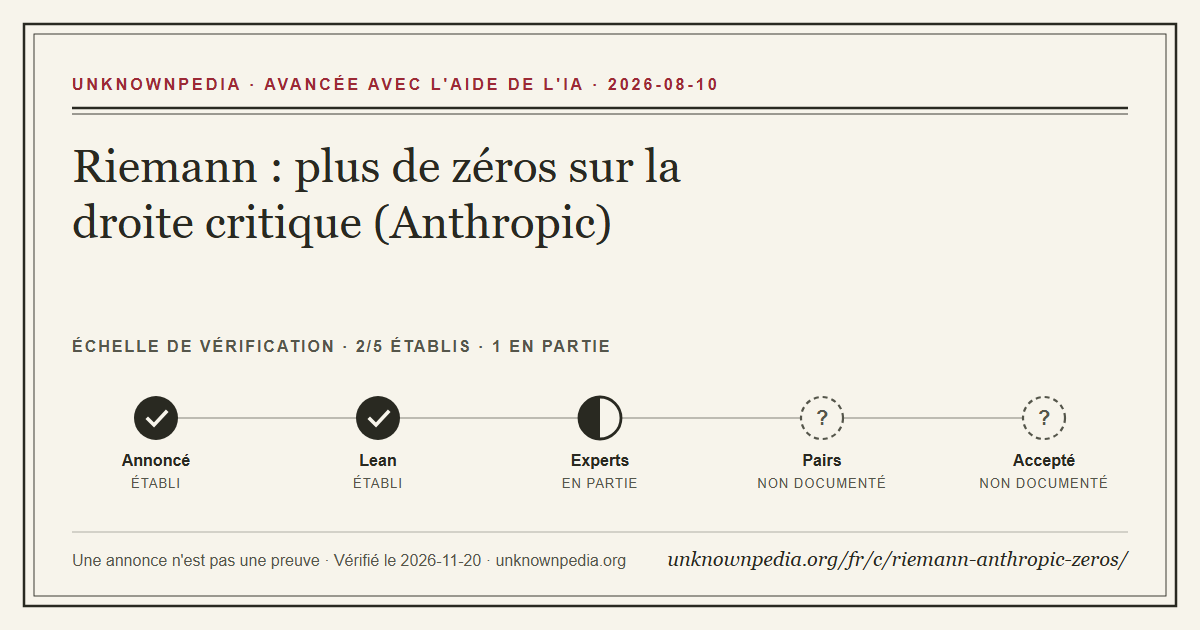 UNKNOWNPEDIA · AVANCÉE AVEC L'AIDE DE L'IA · 2026-08-10
Riemann : plus de zéros sur la
droite critique (Anthropic)
ÉCHELLE DE VÉRIFICATION · 2/5 ÉTABLIS · 1 EN PARTIE
? ?
Annoncé Lean Experts Pairs Accepté
ÉTABLI ÉTABLI EN PARTIE NON DOCUMENTÉ NON DOCUMENTÉ
Une annonce n'est pas une preuve · Vérifié le 2026-11-20 · unknownpedia.org unknownpedia.org/fr/c/riemann-anthropic-zeros/